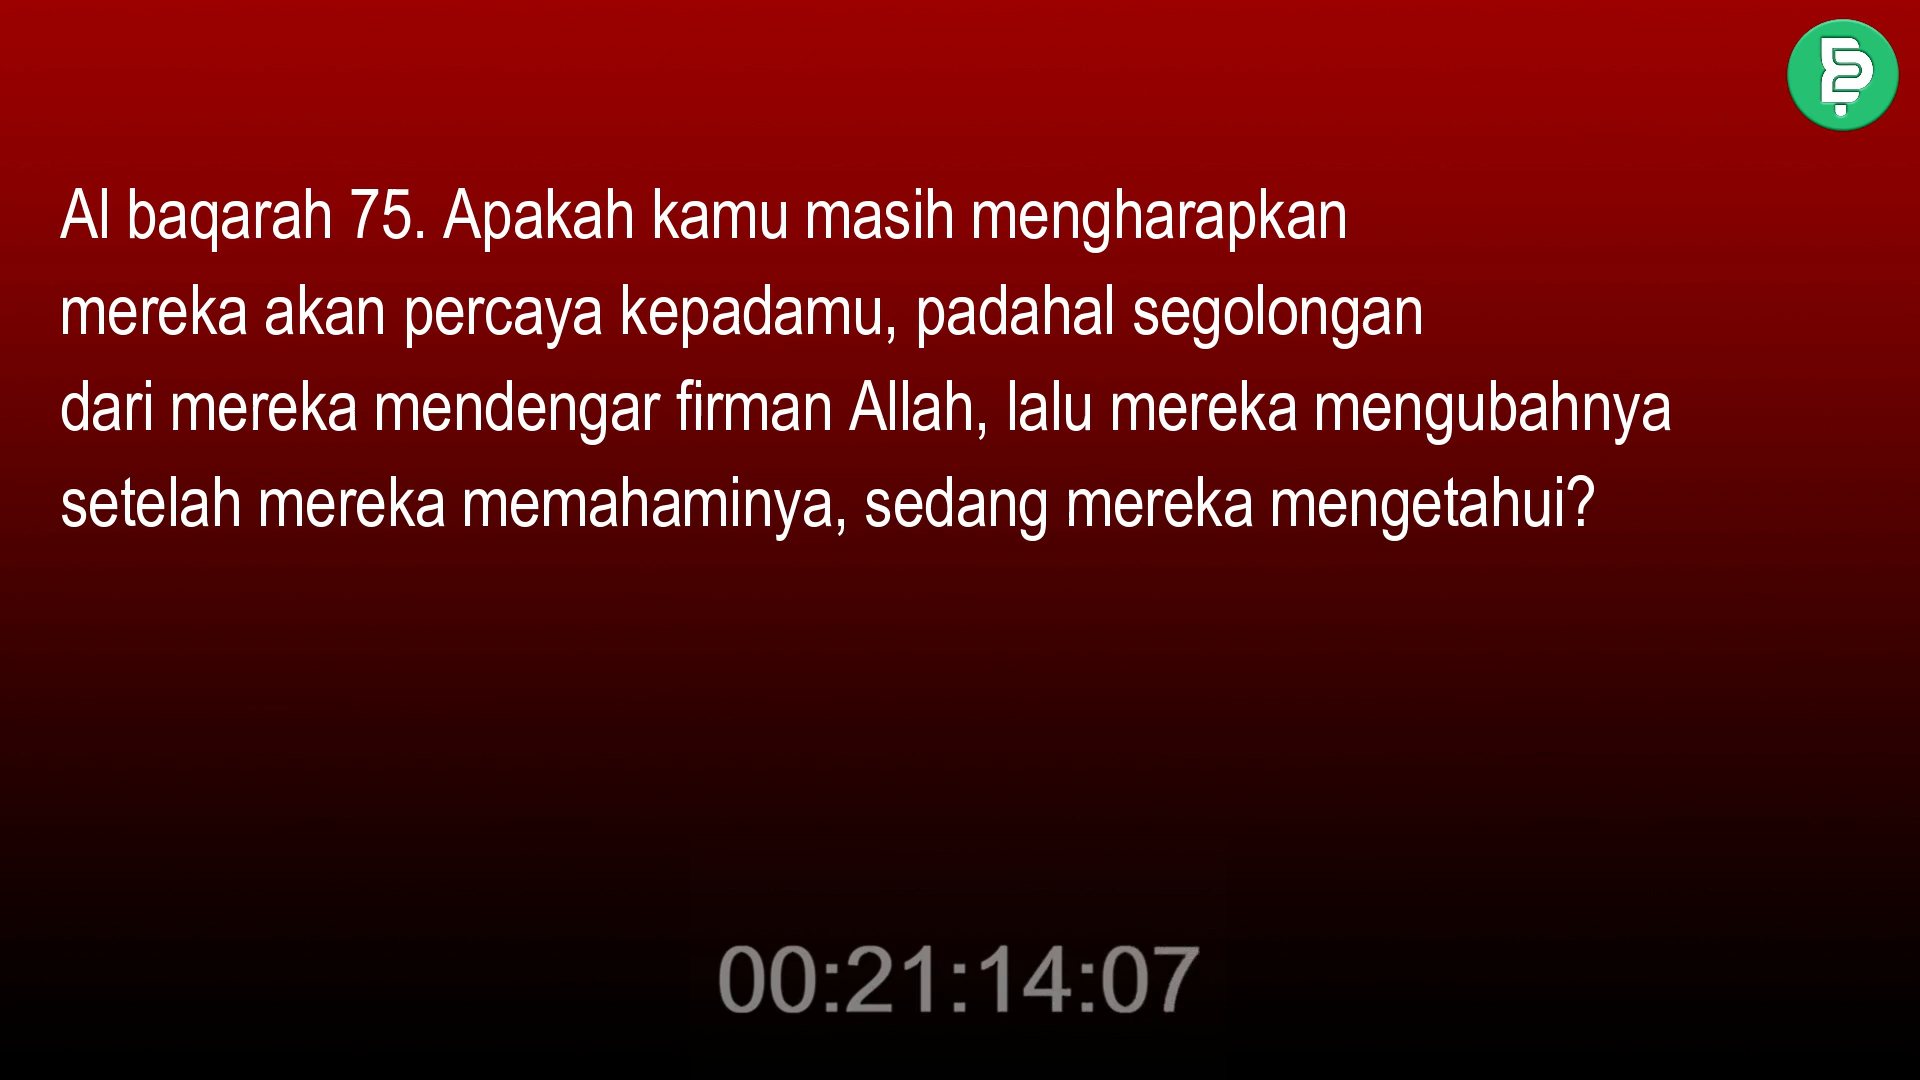 Al baqarah 75. Apakah kamu masih mengharapkan
mereka akan percaya kepadamu, padahal segolongan
dari mereka mendengar firman Allah, lalu mereka mengubahnya
setelah mereka memahaminya, sedang mereka mengetahui?
00:21:14:07